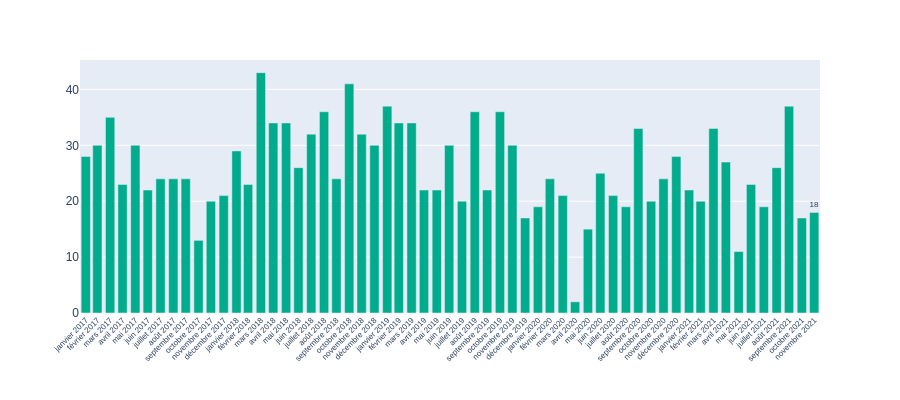 40
30
20
10
0
18
janvier 2017
février 2017
mars 2017
avril 2017
mai 2017
juin 2017
juillet 2017
août 2017
septembre 2017
octobre 2017
novembre 2017
décembre 2017
janvier 2018
février 2018
mars 2018
avril 2018
mai 2018
juin 2018
juillet 2018
août 2018
septembre 2018
octobre 2018
novembre 2018
décembre 2018
janvier 2019
février 2019
mars 2019
avril 2019
mai 2019
juin 2019
juillet 2019
août 2019
septembre 2019
octobre 2019
novembre 2019
décembre 2019
janvier 2020
février 2020
mars 2020
avril 2020
mai 2020
juin 2020
juillet 2020
août 2020
septembre 2020
octobre 2020
novembre 2020
décembre 2020
janvier 2021
février 2021
mars 2021
avril 2021
mai 2021
juin 2021
juillet 2021
août 2021
septembre 2021
octobre 2021
novembre 2021